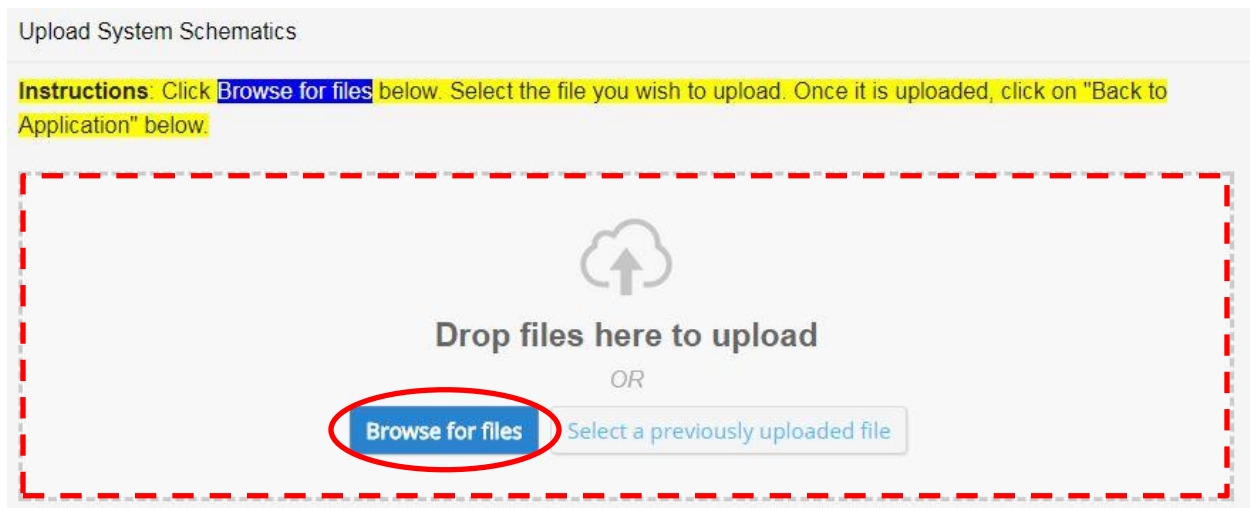 Upload System Schematics
Instructions: Click Browse for files below. Select the file you wish to upload. Once it is uploaded, click on "Back to
Application" below.
Drop files here to upload
OR
Browse for files Select a previously uploaded file